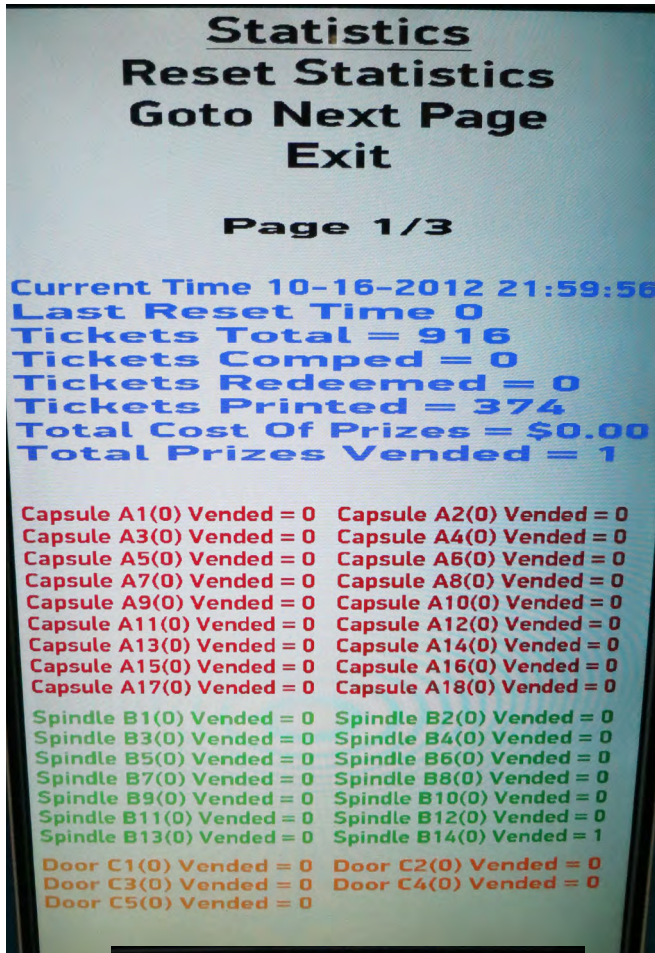 Statistics
Reset Statistics
Goto Next Page
Exit
Page 1/3
Current Time 10-16-2012 21:59:56
Last Reset Time 0
Tickets Total = 916
Tickets Comped = 0
Tickets Redeemed = 0
Tickets Printed = 374
Total Cost Of Prizes = $0.00
Total Prizes Vended = 1
Capsule A1(0) Vended = 0 Capsule A2(0) Vended = 0
Capsule A3(0) Vended = 0 Capsule A4(0) Vended = 0
Capsule A5(0) Vended = 0 Capsule A6(0) Vended = 0
Capsule A7(0) Vended = 0 Capsule A8(0) Vended = 0
Capsule A9(0) Vended = 0 Capsule A10(0) Vended = 0
Capsule A11(0) Vended = 0 Capsule A12(0) Vended = 0
Capsule A13(0) Vended = 0 Capsule A14(0) Vended = 0
Capsule A15(0) Vended = 0 Capsule A16(0) Vended = 0
Capsule A17(0) Vended = 0 Capsule A18(0) Vended = 0
Spindle B1(0) Vended = 0 Spindle B2(0) Vended = 0
Spindle B3(0) Vended = 0 Spindle B4(0) Vended = 0
Spindle B5(0) Vended = 0 Spindle B6(0) Vended = 0
Spindle B7(0) Vended = 0 Spindle B8(0) Vended = 0
Spindle B9(0) Vended = 0 Spindle B10(0) Vended = 0
Spindle B11(0) Vended = 0 Spindle B12(0) Vended = 0
Spindle B13(0) Vended = 0 Spindle B14(0) Vended = 1
Door C1(0) Vended = 0 Door C2(0) Vended = 0
Door C3(0) Vended = 0 Door C4(0) Vended = 0
Door C5(0) Vended = 0